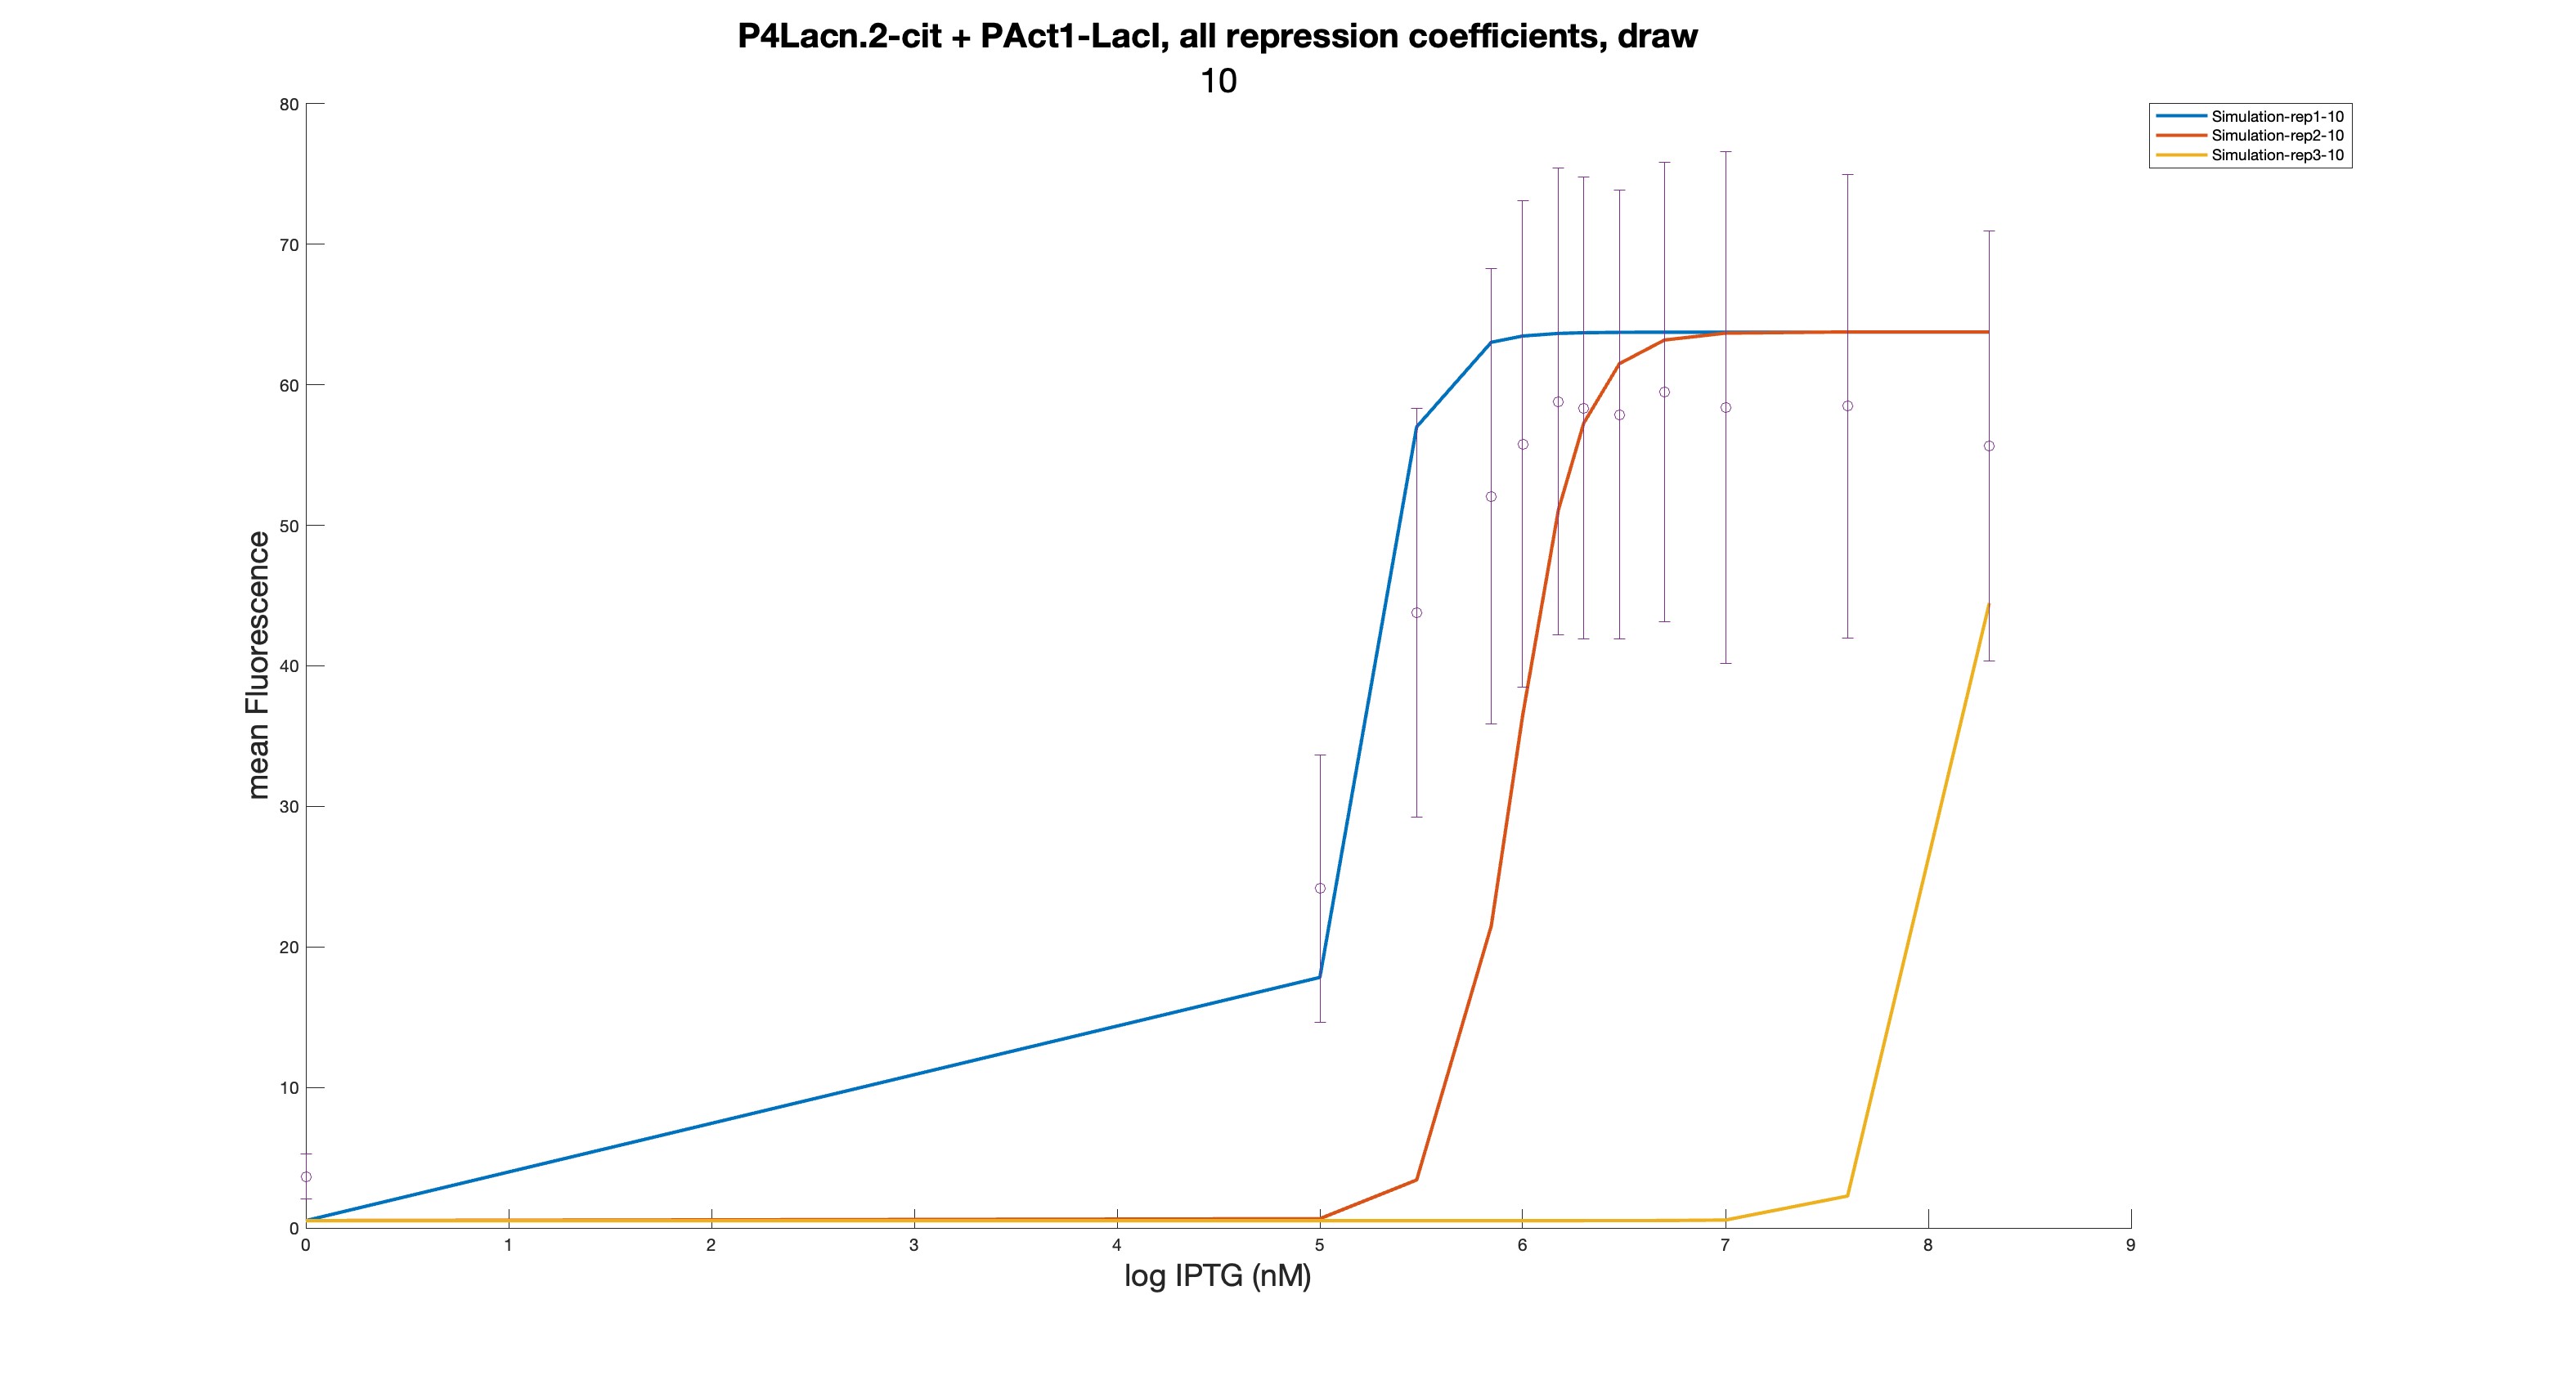 P4Lacn.2-cit + PAct1-LacI, all repression coefficients, draw
10
Simulation-rep1-10
Simulation-rep2-10
Simulation-rep3-10
80
70
60
50
40
30
20
10
0
mean Fluorescence
0 1 2 3 4 5 6 7 8 9
log IPTG (nM)